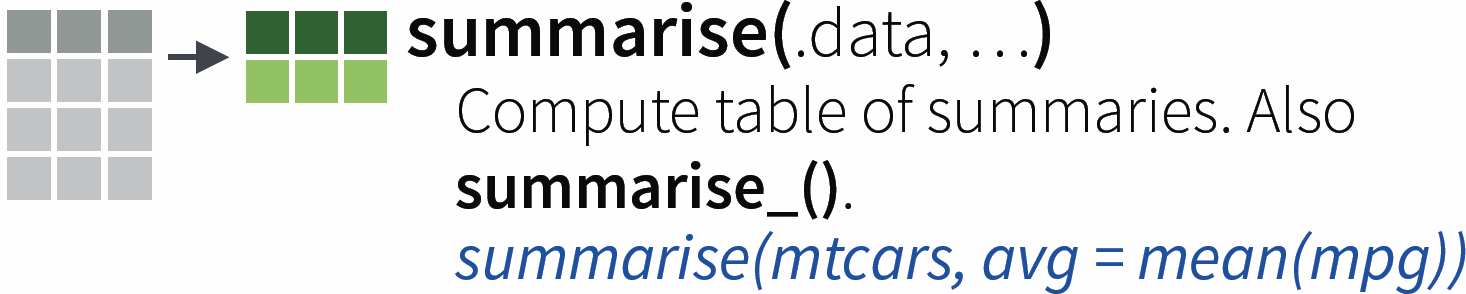 summarise(.data, …)
Compute table of summaries. Also
summarise_().
summarise(mtcars, avg = mean(mpg))